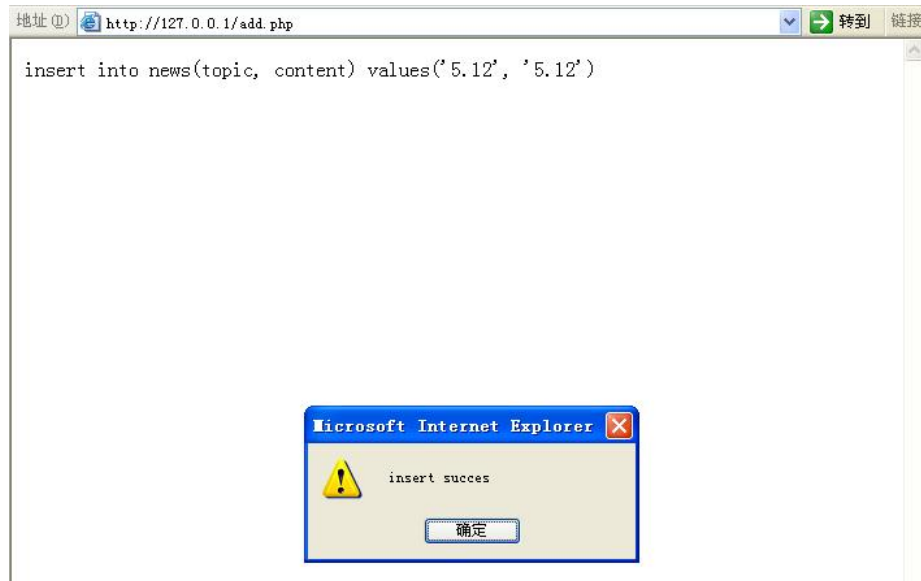 地址(D) http://127.0.0.1/add.php 转到 链接
insert into news(topic, content) values('5.12', '5.12')
Microsoft Internet Explorer
insert succes
确定